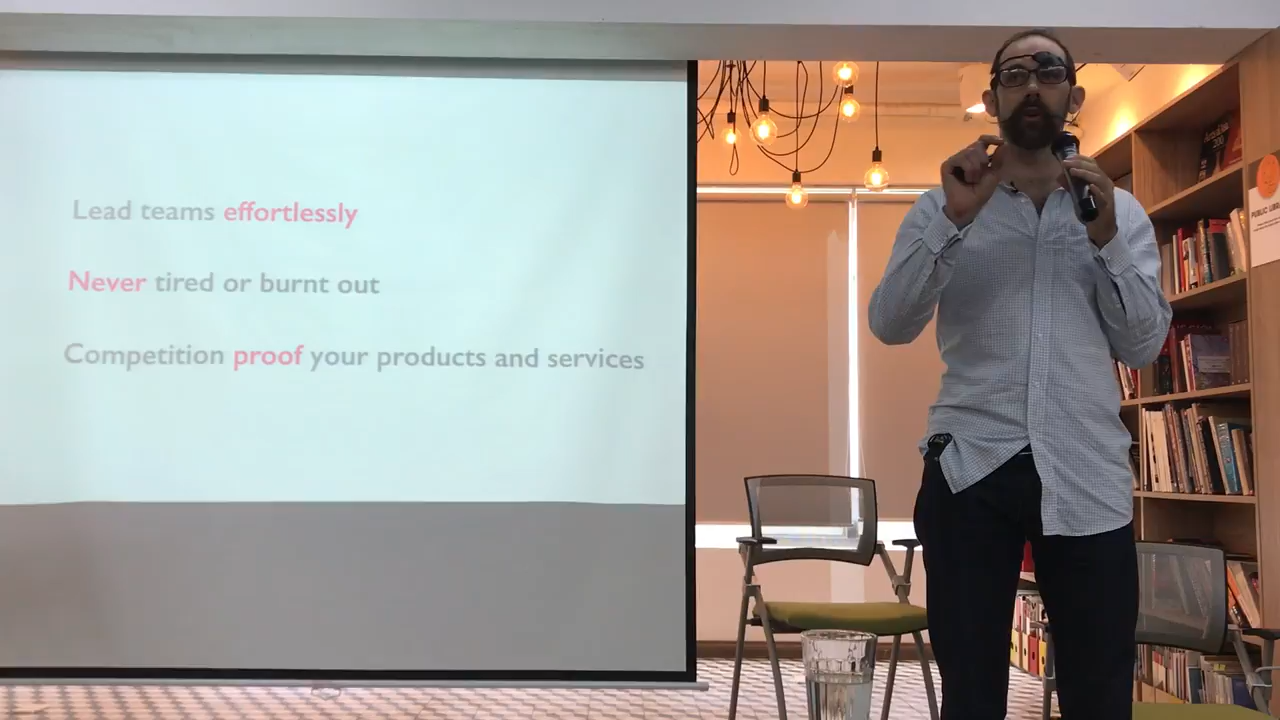 Lead teams effortlessly
Never tired or burnt out
Competition proof your products and services